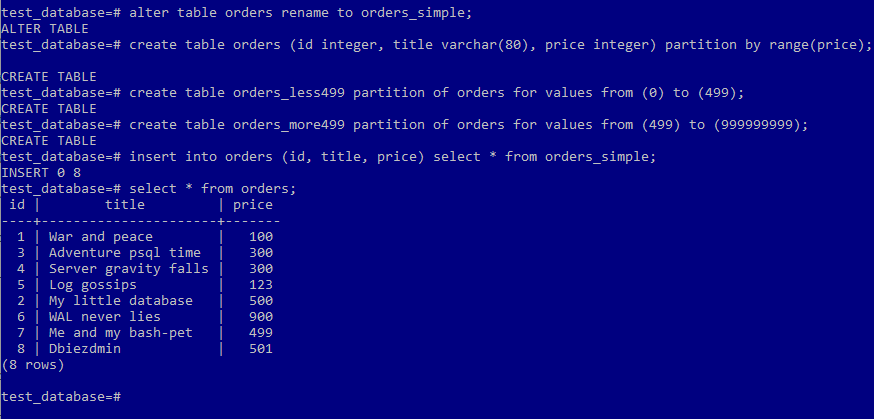 test_database=# alter table orders rename to orders_simple;
ALTER TABLE
test_database=# create table orders (id integer, title varchar(80), price integer) partition by range(price);
CREATE TABLE
test_database=# create table orders_less499 partition of orders for values from (0) to (499);
CREATE TABLE
test_database=# create table orders_more499 partition of orders for values from (499) to (999999999);
CREATE TABLE
test_database=# insert into orders (id, title, price) select * from orders_simple;
INSERT 0 8
test_database=# select * from orders;
 id |        title         | price
----+----------------------+-------
  1 | War and peace        |   100
  3 | Adventure psql time  |   300
  4 | Server gravity falls |   300
  5 | Log gossips          |   123
  2 | My little database   |   500
  6 | WAL never lies       |   900
  7 | Me and my bash-pet   |   499
  8 | Dbiezdmin            |   501
(8 rows)
test_database=#